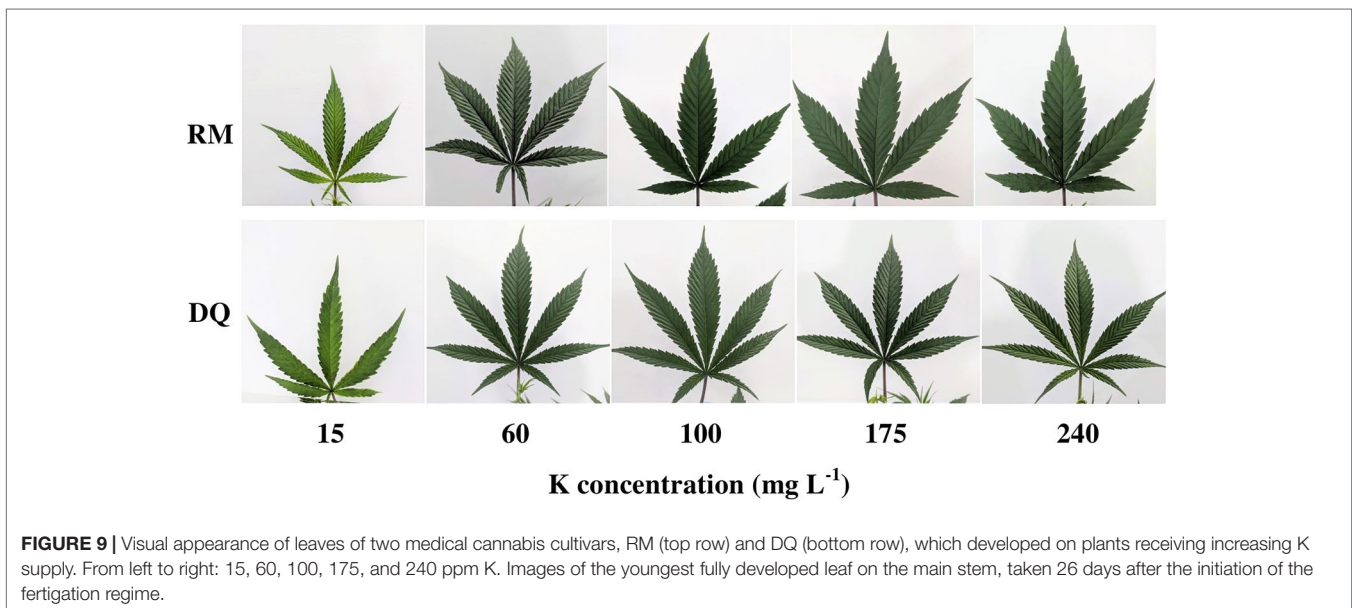 RM
DQ
15 60 100 175 240
K concentration (mg L⁻¹)
FIGURE 9 | Visual appearance of leaves of two medical cannabis cultivars, RM (top row) and DQ (bottom row), which developed on plants receiving increasing K
supply. From left to right: 15, 60, 100, 175, and 240 ppm K. Images of the youngest fully developed leaf on the main stem, taken 26 days after the initiation of the
fertigation regime.